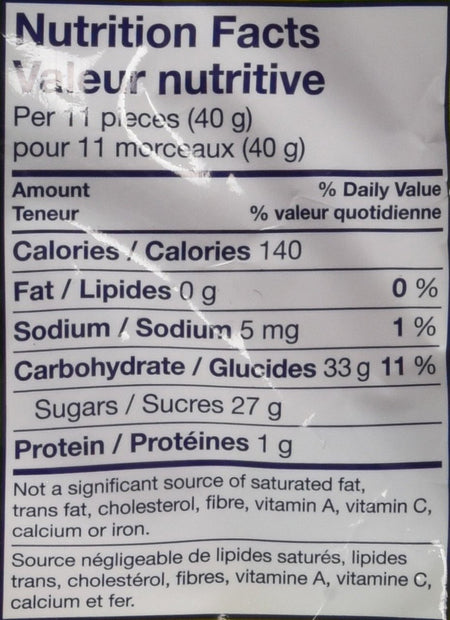 Nutrition Facts
Valeur nutritive
Per 11 pieces (40 g)
pour 11 morceaux (40 g)
Amount % Daily Value
Teneur % valeur quotidienne
Calories / Calories 140
Fat / Lipides 0 g 0 %
Sodium / Sodium 5 mg 1 %
Carbohydrate / Glucides 33 g 11 %
Sugars / Sucres 27 g
Protein / Protéines 1 g
Not a significant source of saturated fat,
trans fat, cholesterol, fibre, vitamin A, vitamin C,
calcium or iron.
Source négligeable de lipides saturés, lipides
trans, cholestérol, fibres, vitamine A, vitamine C,
calcium et fer.